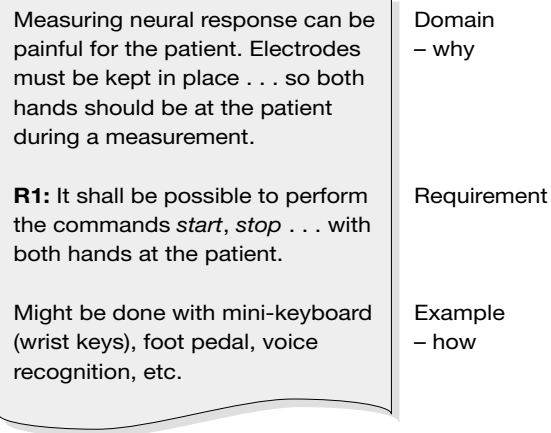 Measuring neural response can be
painful for the patient. Electrodes
must be kept in place . . . so both
hands should be at the patient
during a measurement.
Domain
– why
R1: It shall be possible to perform
the commands start, stop . . . with
both hands at the patient.
Requirement
Might be done with mini-keyboard
(wrist keys), foot pedal, voice
recognition, etc.
Example
– how